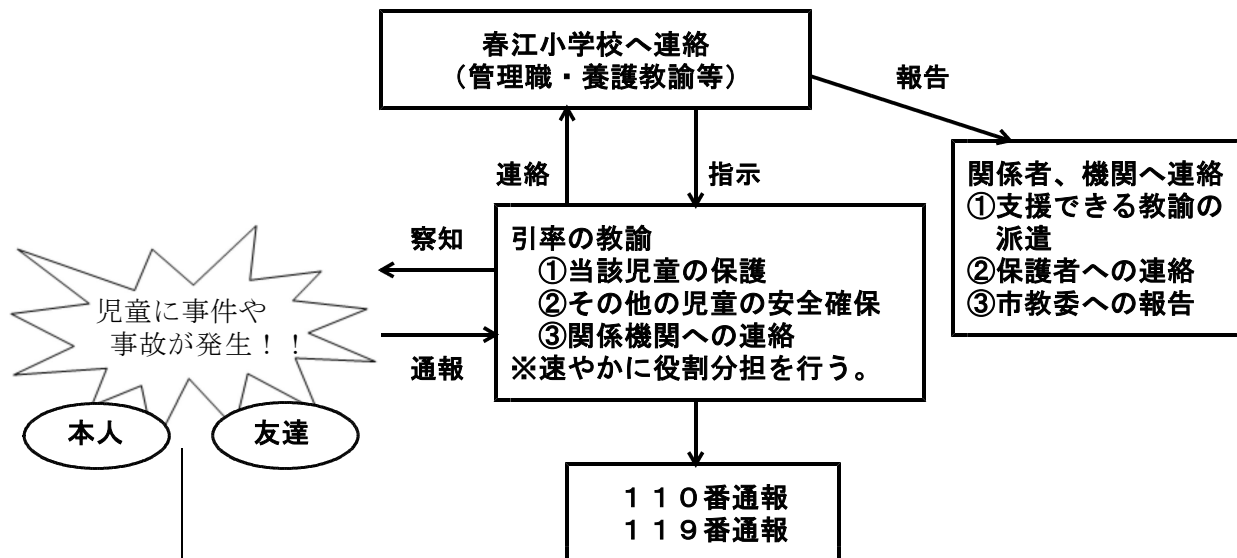 春江小学校へ連絡
（管理職・養護教諭等）
報告
連絡
指示
関係者、機関へ連絡
①支援できる教諭の
派遣
②保護者への連絡
③市教委への報告
察知
引率の教諭
①当該児童の保護
②その他の児童の安全確保
③関係機関への連絡
※速やかに役割分担を行う。
児童に事件や
事故が発生！！
通報
本人
友達
１１０番通報
１１９番通報